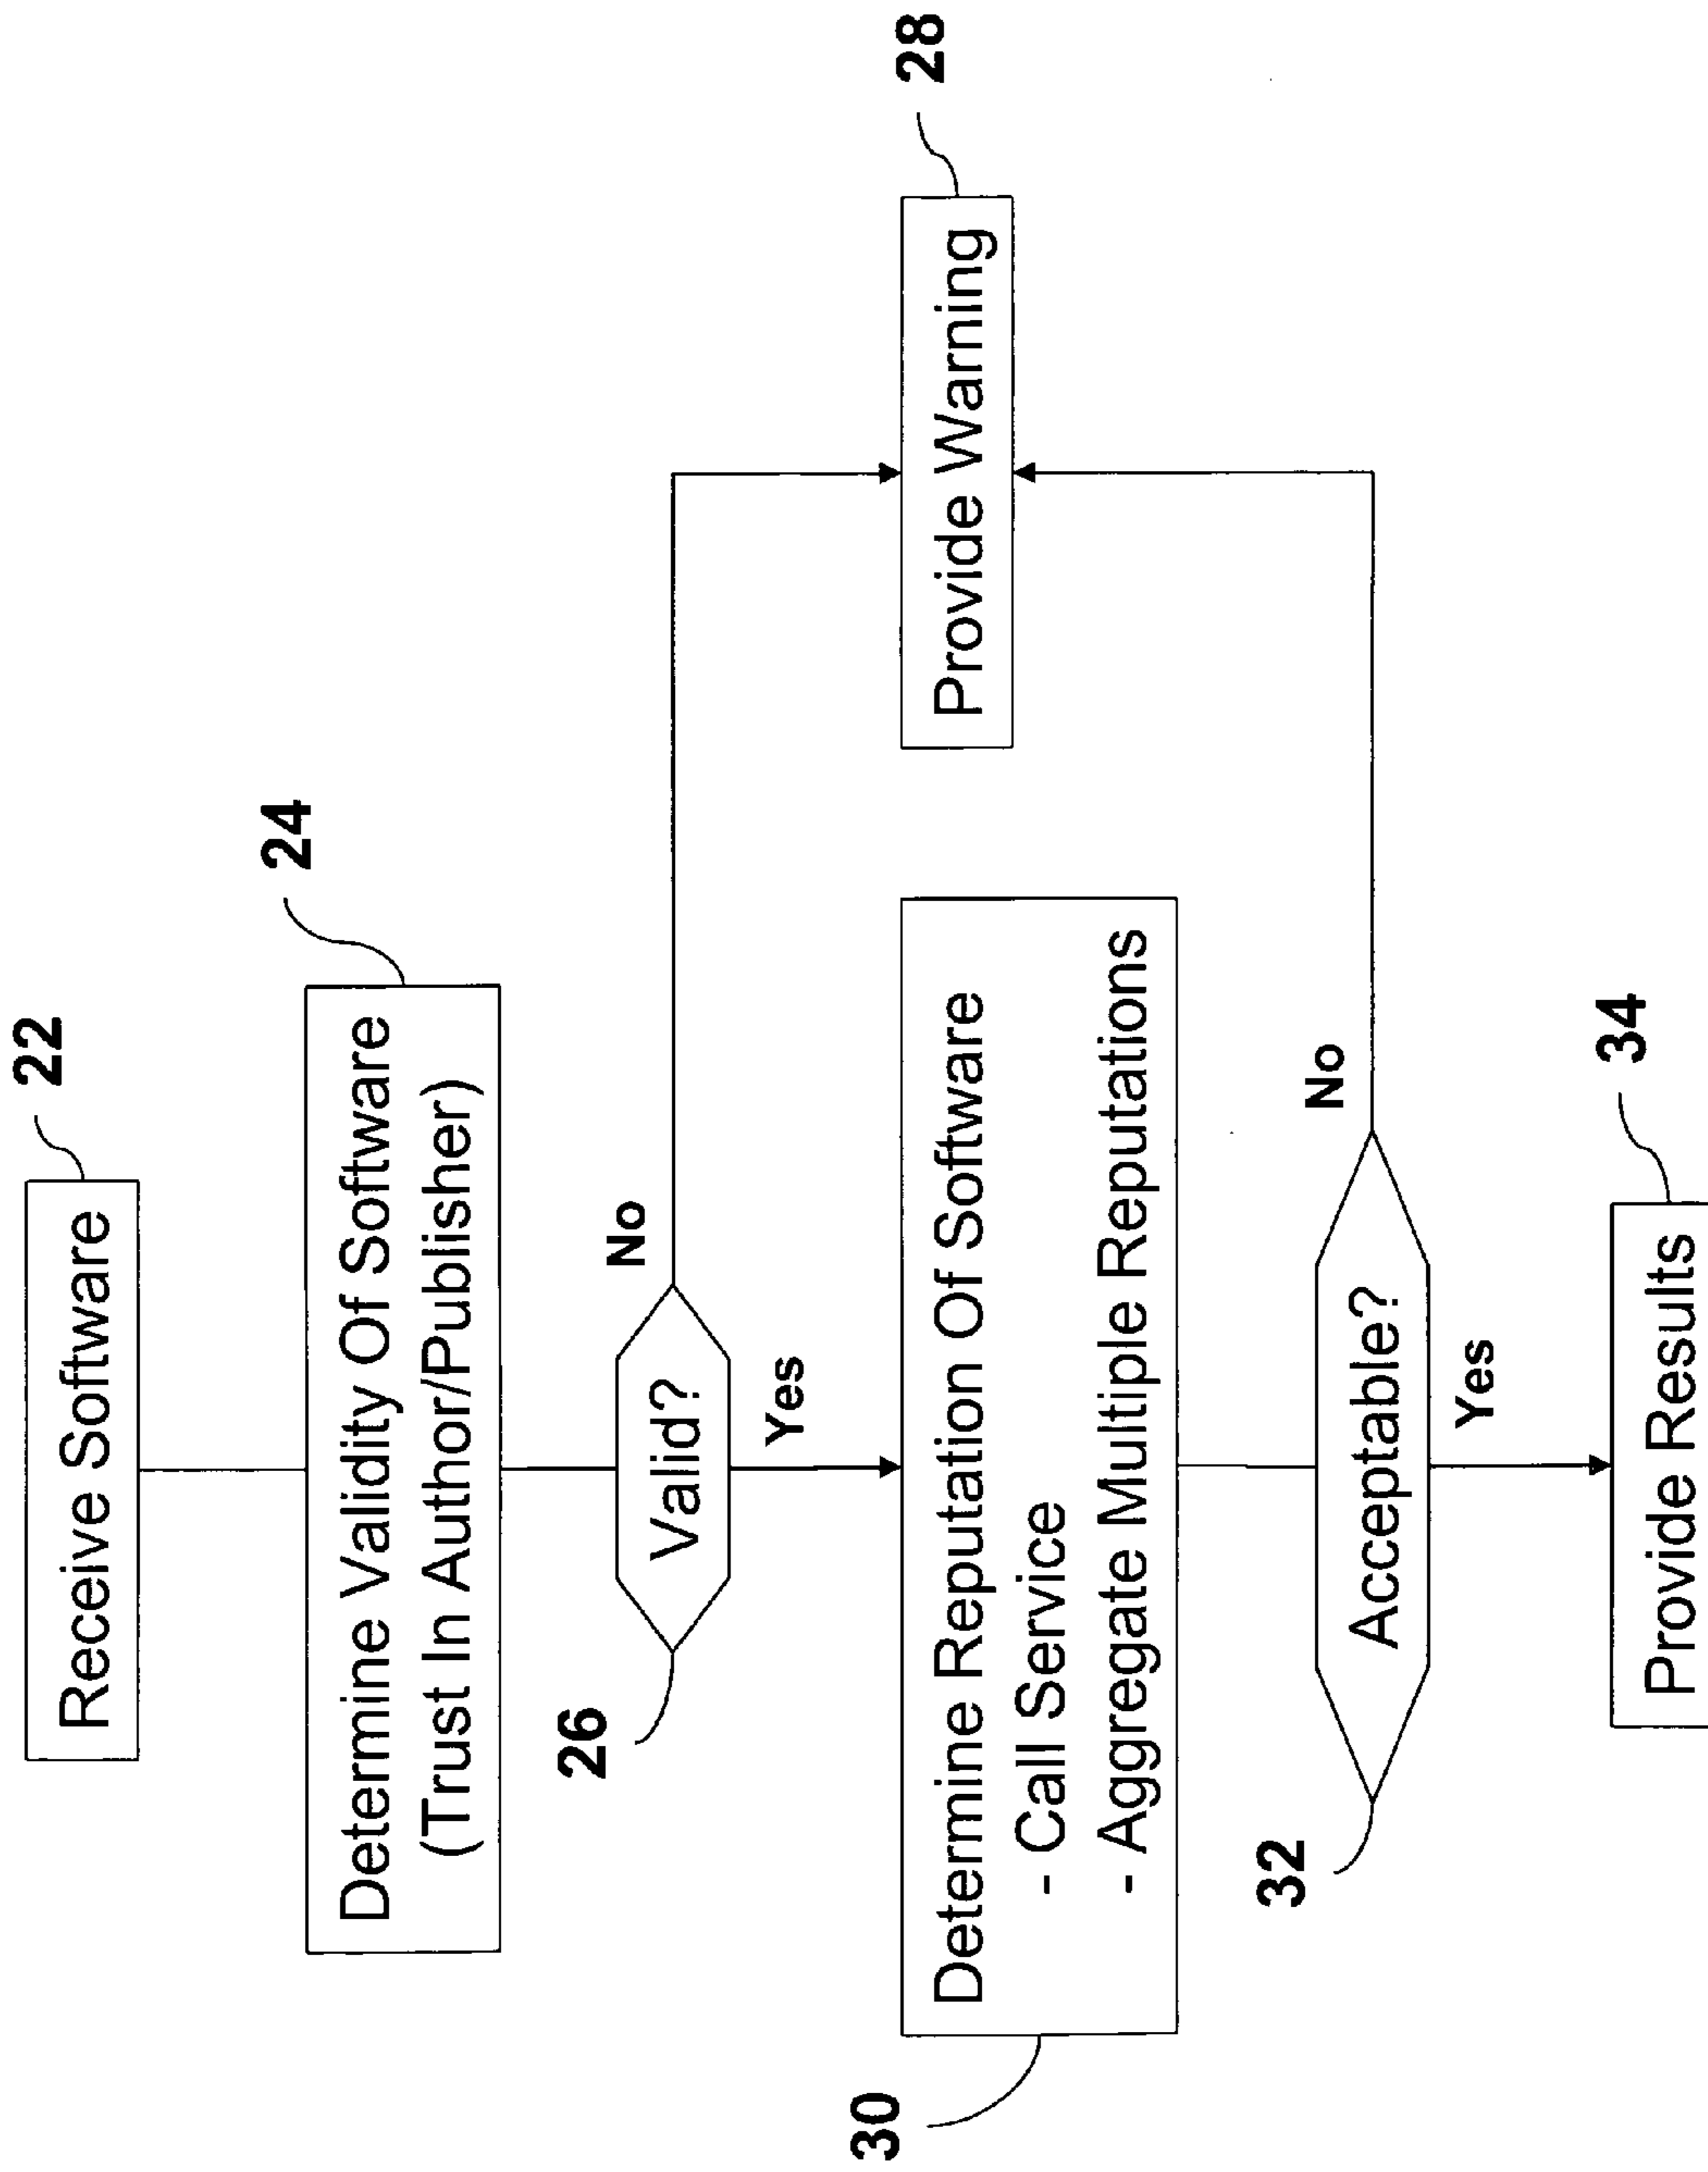 22
Receive Software
24
Determine Validity Of Software
(Trust In Author/Publisher)
26
Valid?
No
Yes
28
Provide Warning
30
Determine Reputation Of Software
- Call Service
- Aggregate Multiple Reputations
32
Acceptable?
No
Yes
34
Provide Results